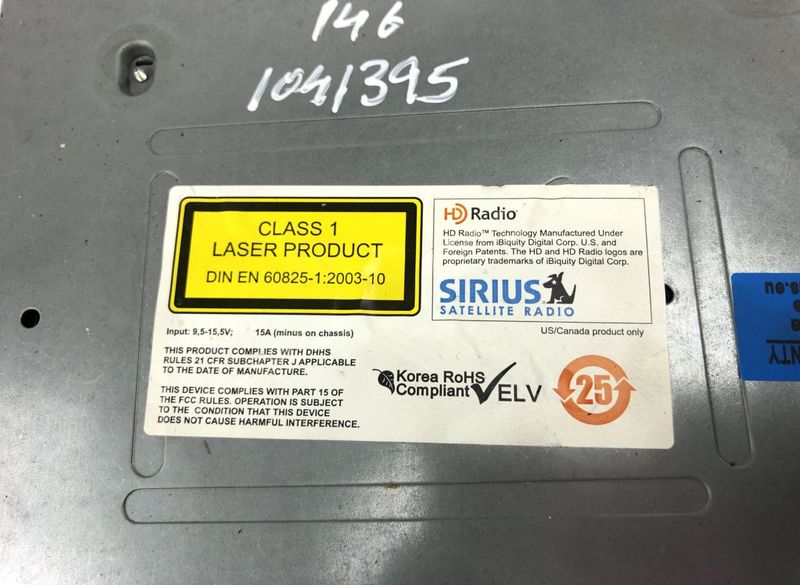 146
1041395
CLASS 1
LASER PRODUCT
DIN EN 60825-1:2003-10
HD Radio
HD Radio™ Technology Manufactured Under
License from iBiquity Digital Corp. U.S. and
Foreign Patents. The HD and HD Radio logos are
proprietary trademarks of iBiquity Digital Corp.
SIRIUS
SATELLITE RADIO
US/Canada product only
Input: 9,5-15,5V; 15A (minus on chassis)
THIS PRODUCT COMPLIES WITH DHHS
RULES 21 CFR SUBCHAPTER J APPLICABLE
TO THE DATE OF MANUFACTURE.
THIS DEVICE COMPLIES WITH PART 15 OF
THE FCC RULES. OPERATION IS SUBJECT
TO THE CONDITION THAT THIS DEVICE
DOES NOT CAUSE HARMFUL INTERFERENCE.
Korea RoHS
Compliant
ELV
25